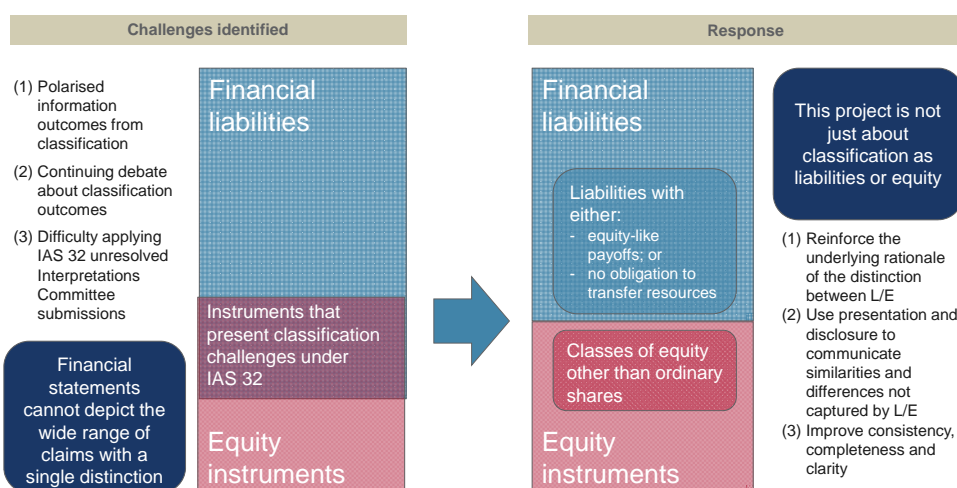 Challenges identified
(1) Polarised
information
outcomes from
classification
(2) Continuing debate
about classification
outcomes
(3) Difficulty applying
IAS 32 unresolved
Interpretations
Committee
submissions
Financial
statements
cannot depict the
wide range of
claims with a
single distinction
Financial
liabilities
Instruments that
present classification
challenges under
IAS 32
Equity
instruments
Response
Financial
liabilities
Liabilities with
either:
- equity-like
payoffs; or
- no obligation to
transfer resources
Classes of equity
other than ordinary
shares
Equity
instruments
This project is not
just about
classification as
liabilities or equity
(1) Reinforce the
underlying rationale
of the distinction
between L/E
(2) Use presentation and
disclosure to
communicate
similarities and
differences not
captured by L/E
(3) Improve consistency,
completeness and
clarity